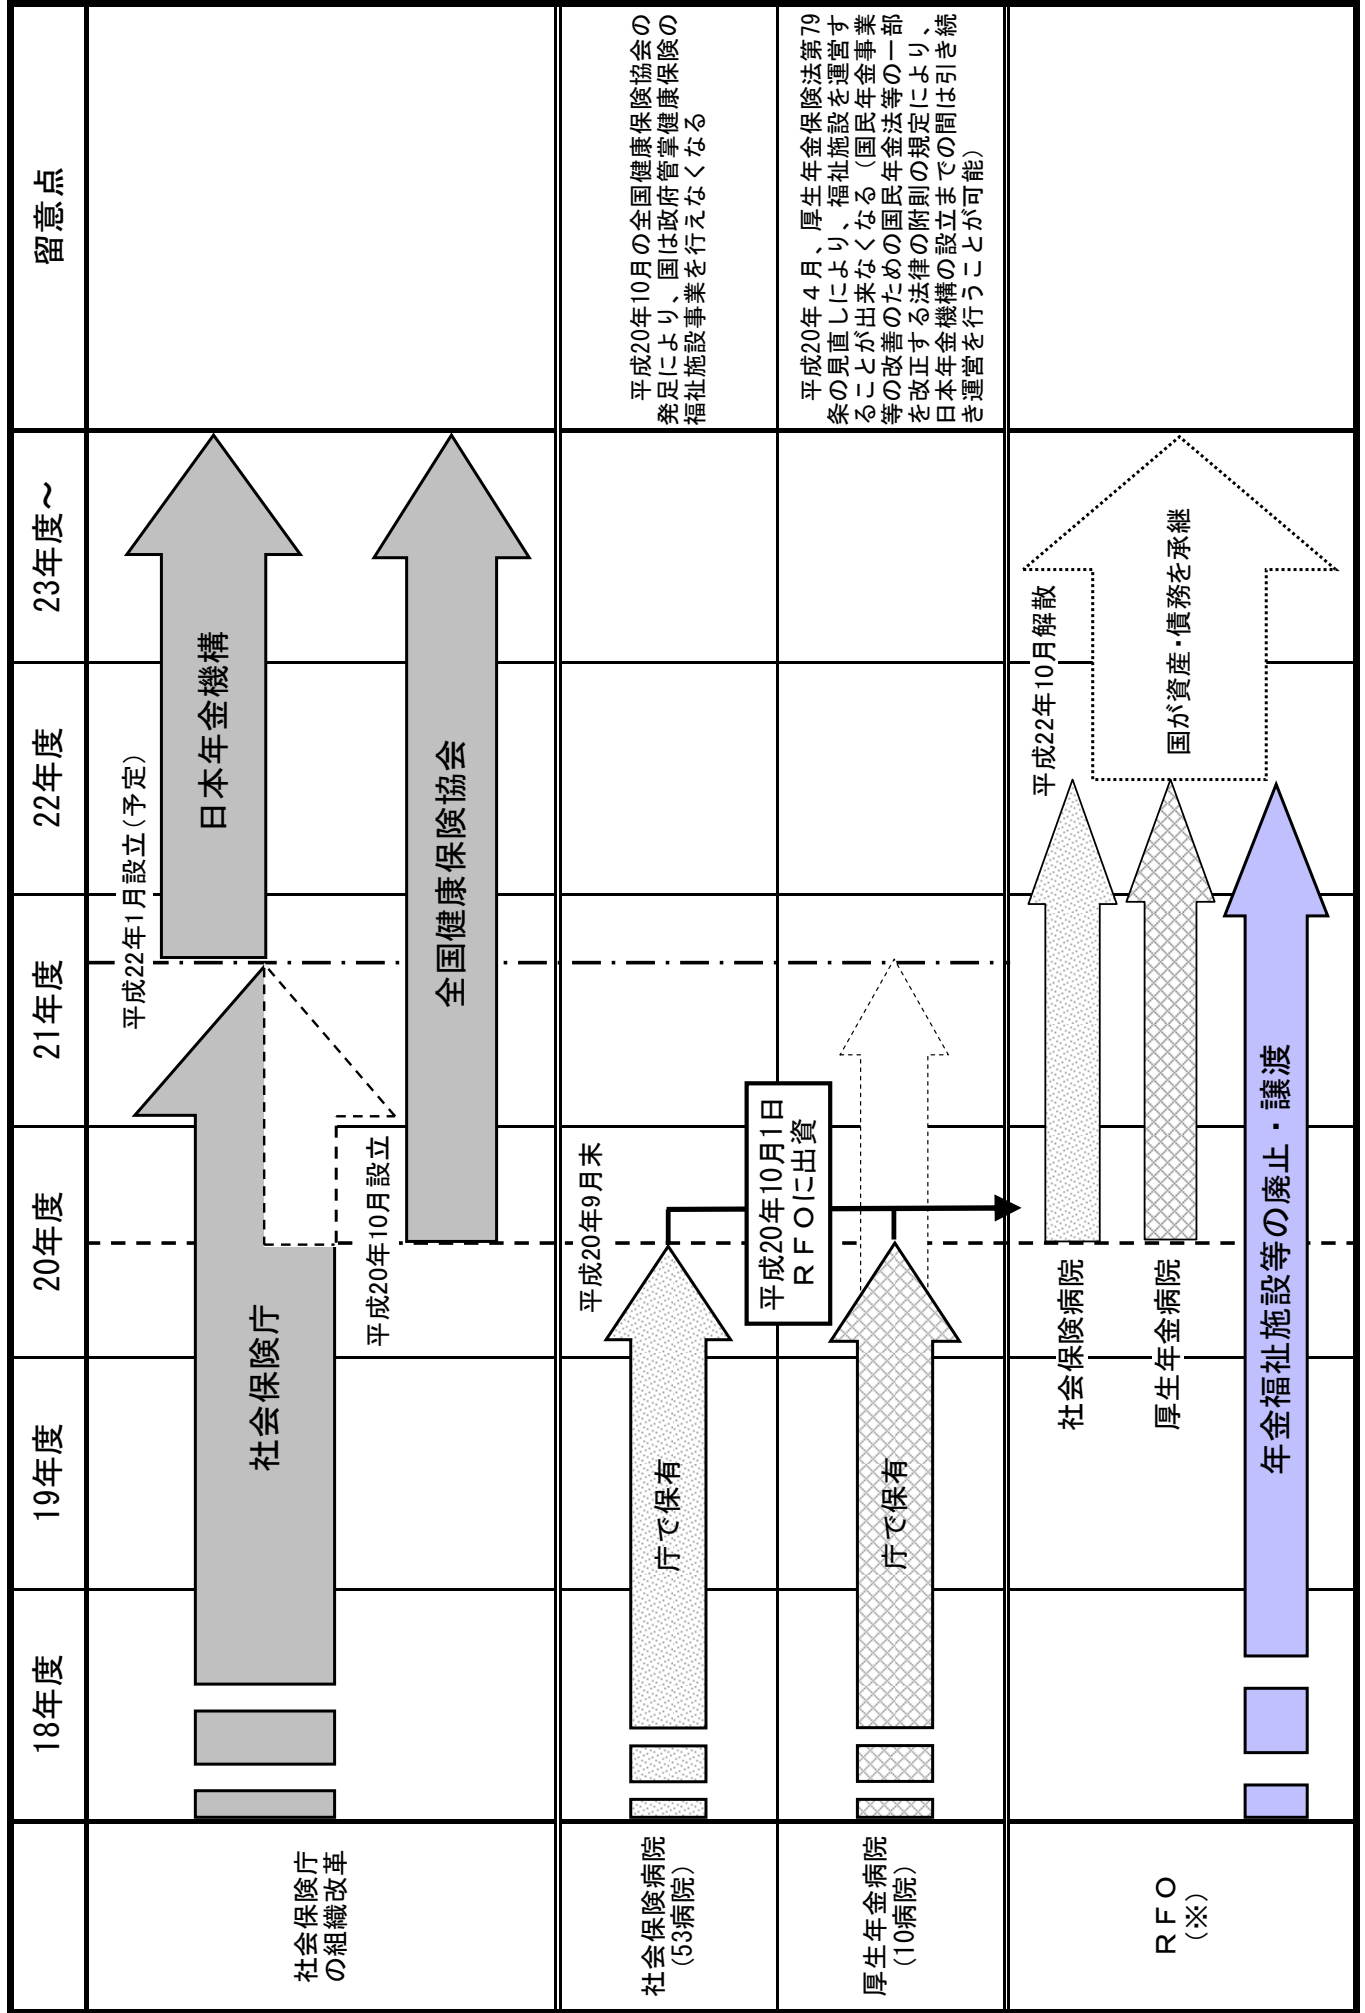 18年度
19年度
20年度
21年度
22年度
23年度～
留意点
社会保険庁
の組織改革
社会保険庁
平成20年10月設立
平成22年1月設立(予定)
日本年金機構
全国健康保険協会
社会保険病院
(53病院)
庁で保有
平成20年9月末
平成20年10月の全国健康保険協会の
発足により、国は政府管掌健康保険の
福祉施設事業を行えなくなる
平成20年10月1日
ＲＦＯに出資
厚生年金病院
(10病院)
庁で保有
平成20年４月、厚生年金保険法第79
条の見直しにより、福祉施設を運営す
ることが出来なくなる（国民年金事業
等の改善のための国民年金法等の一部
を改正する法律の附則の規定により、
日本年金機構の設立までの間は引き続
き運営を行うことが可能）
ＲＦＯ
(※)
社会保険病院
厚生年金病院
年金福祉施設等の廃止・譲渡
平成22年10月解散
国が資産・債務を承継